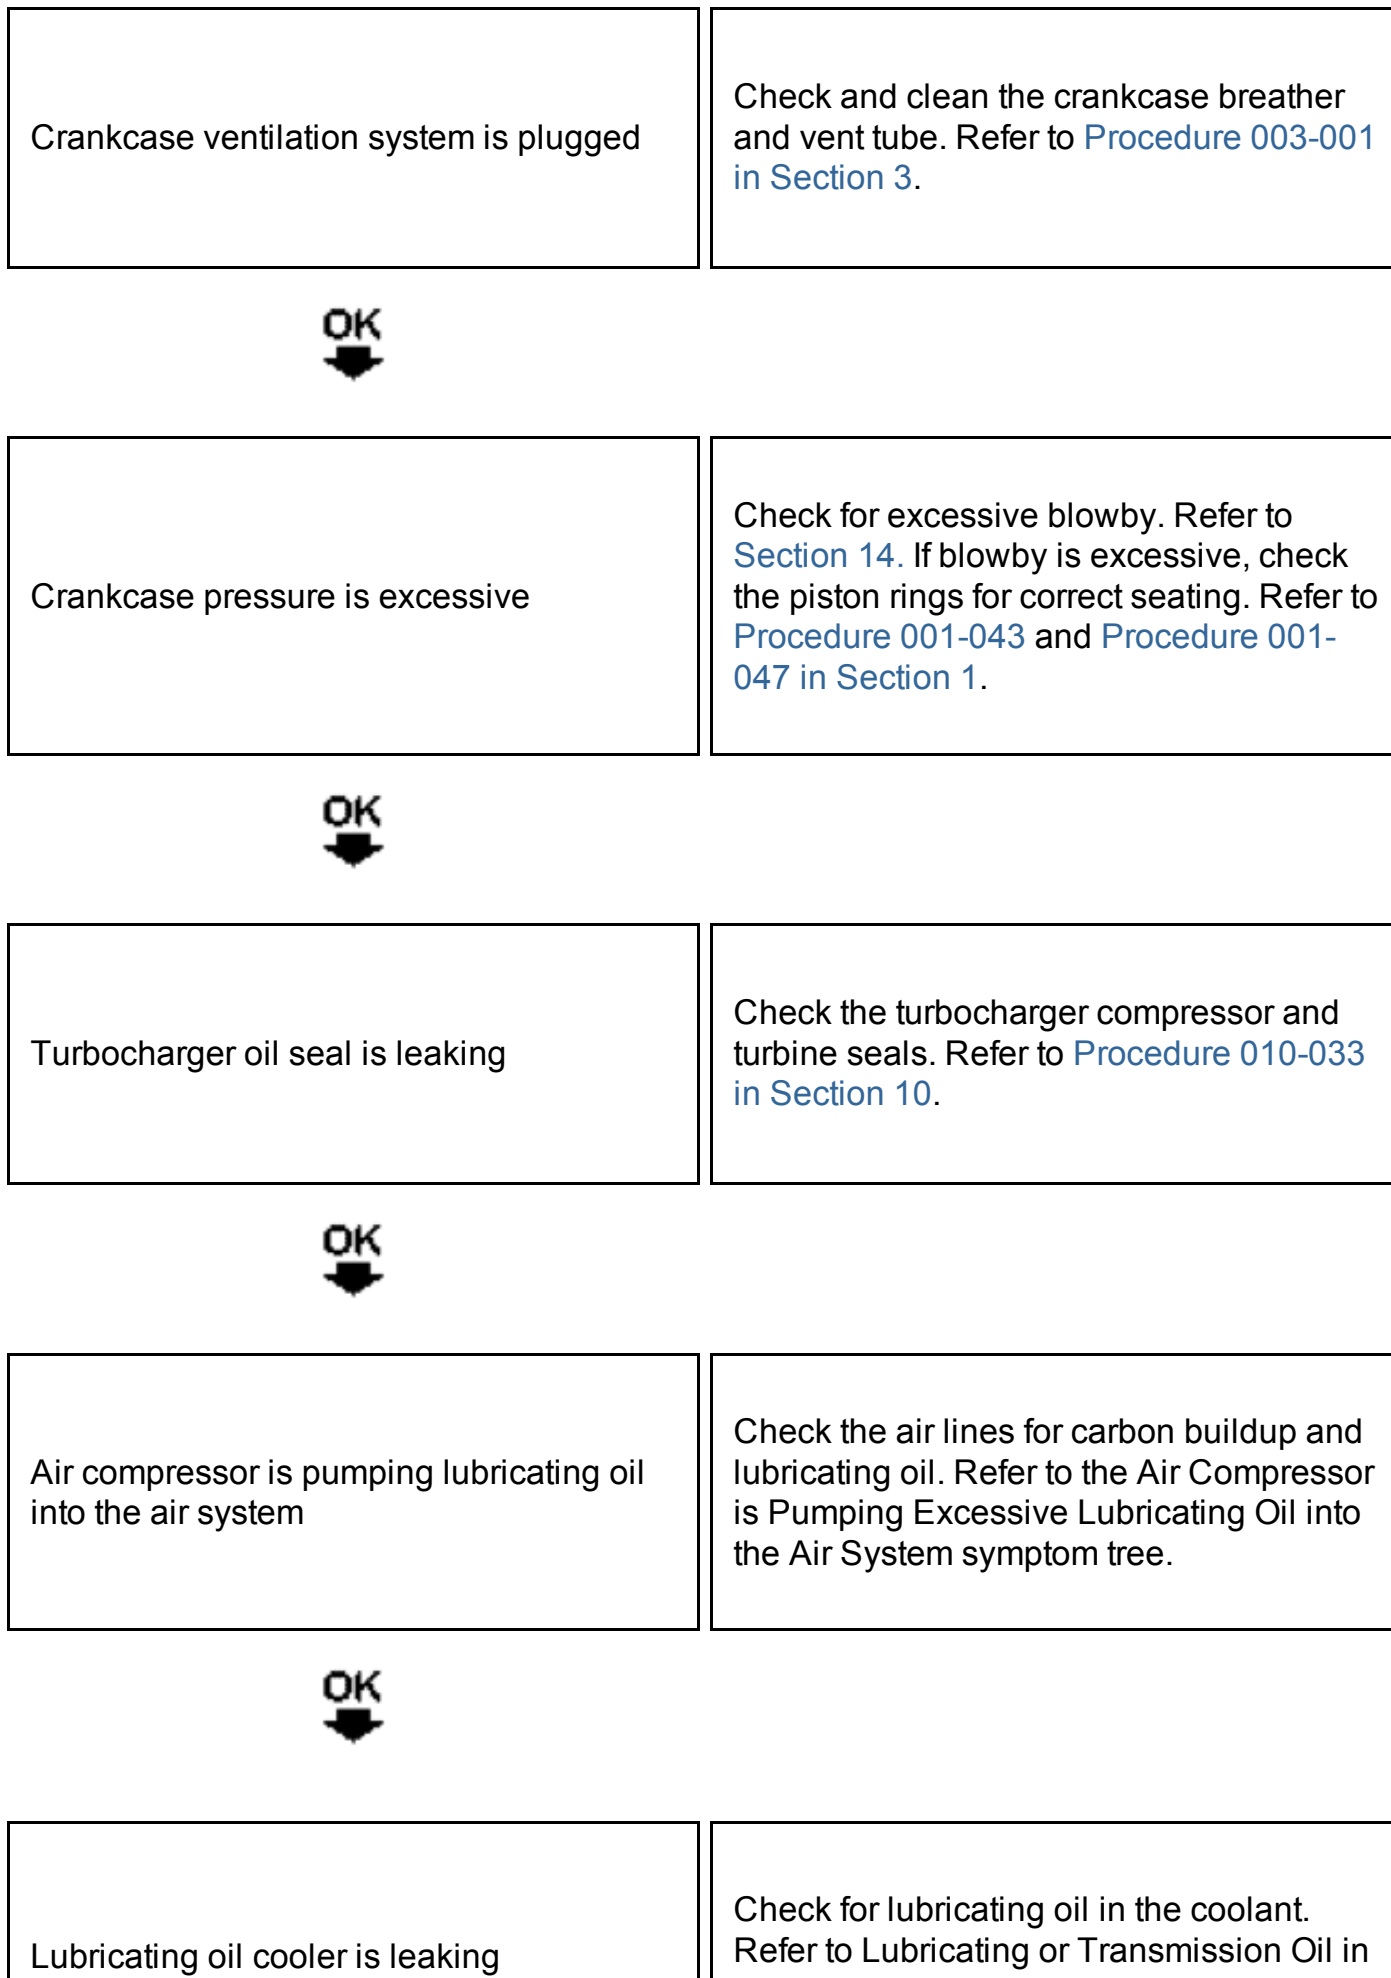 Crankcase ventilation system is plugged
Check and clean the crankcase breather
and vent tube. Refer to Procedure 003-001
in Section 3.
OK
Crankcase pressure is excessive
Check for excessive blowby. Refer to
Section 14. If blowby is excessive, check
the piston rings for correct seating. Refer to
Procedure 001-043 and Procedure 001-
047 in Section 1.
OK
Turbocharger oil seal is leaking
Check the turbocharger compressor and
turbine seals. Refer to Procedure 010-033
in Section 10.
OK
Air compressor is pumping lubricating oil
into the air system
Check the air lines for carbon buildup and
lubricating oil. Refer to the Air Compressor
is Pumping Excessive Lubricating Oil into
the Air System symptom tree.
OK
Lubricating oil cooler is leaking
Check for lubricating oil in the coolant.
Refer to Lubricating or Transmission Oil in